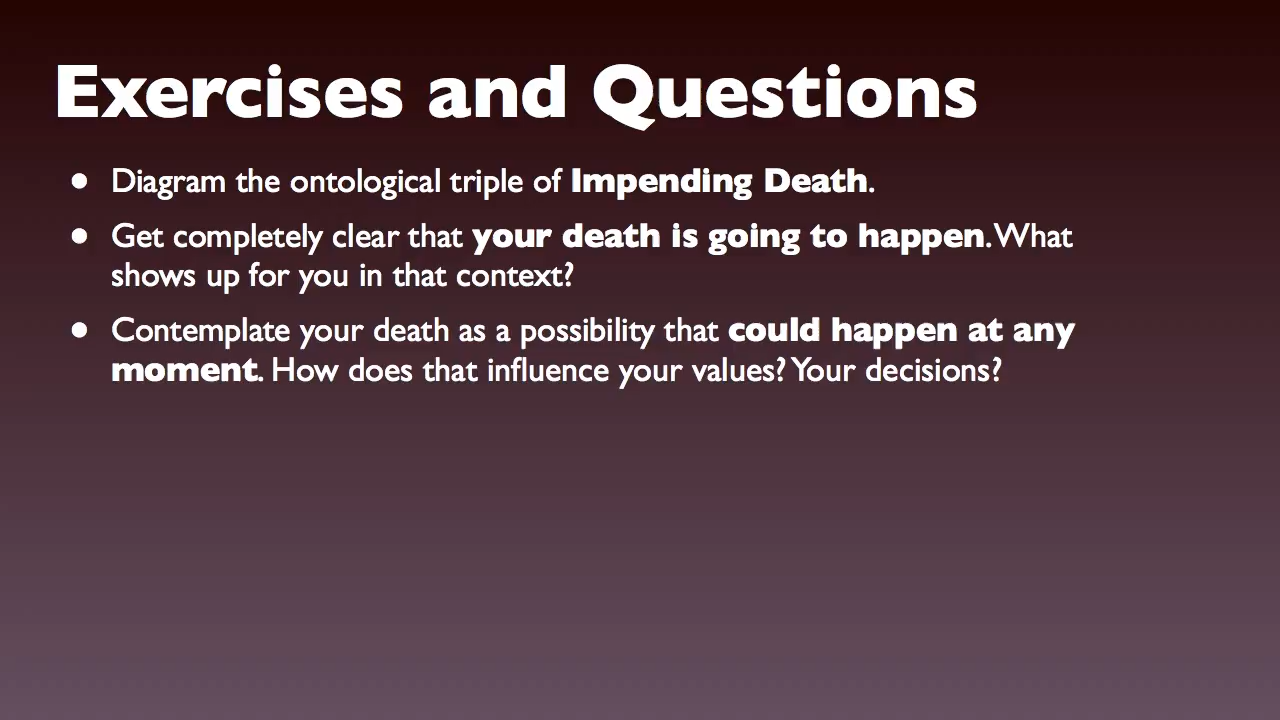 Exercises and Questions
• Diagram the ontological triple of Impending Death.
• Get completely clear that your death is going to happen. What
shows up for you in that context?
• Contemplate your death as a possibility that could happen at any
moment. How does that influence your values? Your decisions?